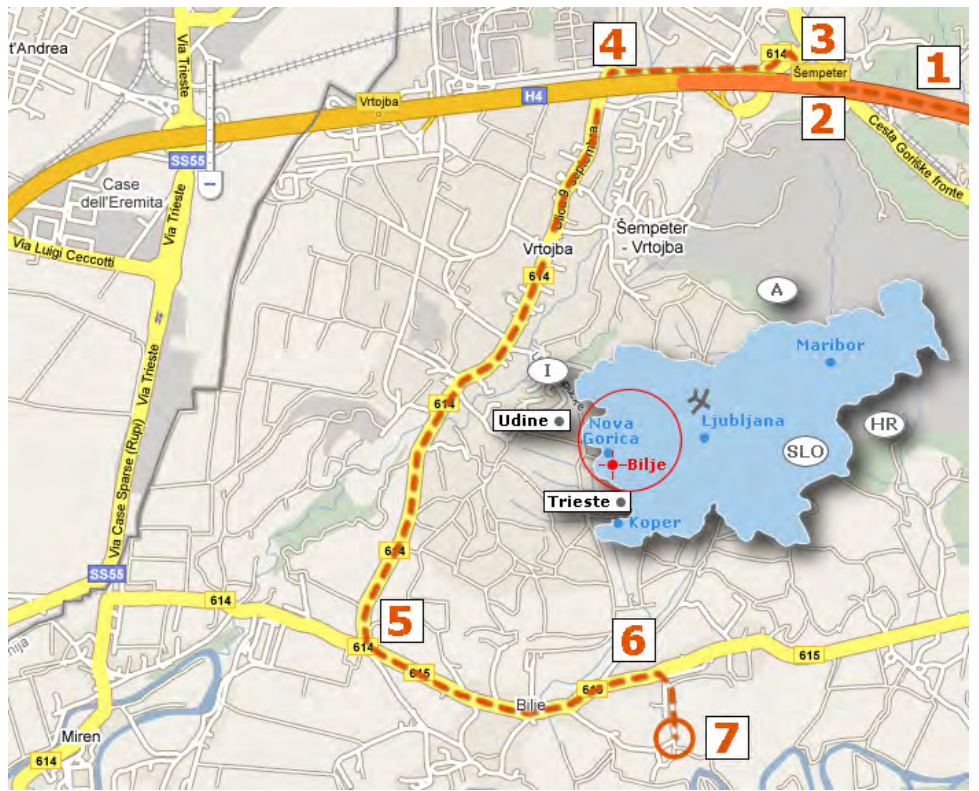 t'Andrea
Via Trieste
4
614
3
Šempeter
1
Vrtojba
H4
2
SS55
Case
dell'Eremita
Cesta Goriške fronte
Via Trieste
Via Luigi Ceccotti
Vrtojba
Šempeter
- Vrtojba
614
A
Maribor
I
Via Trieste
614
Udine
Nova
Gorica
Ljubljana
HR
SLO
Bilje
Via Case Sparse (Rupi)
Trieste
Koper
614
SS55
614
5
614
6
615
615
615
Bilje
Miren
7
614